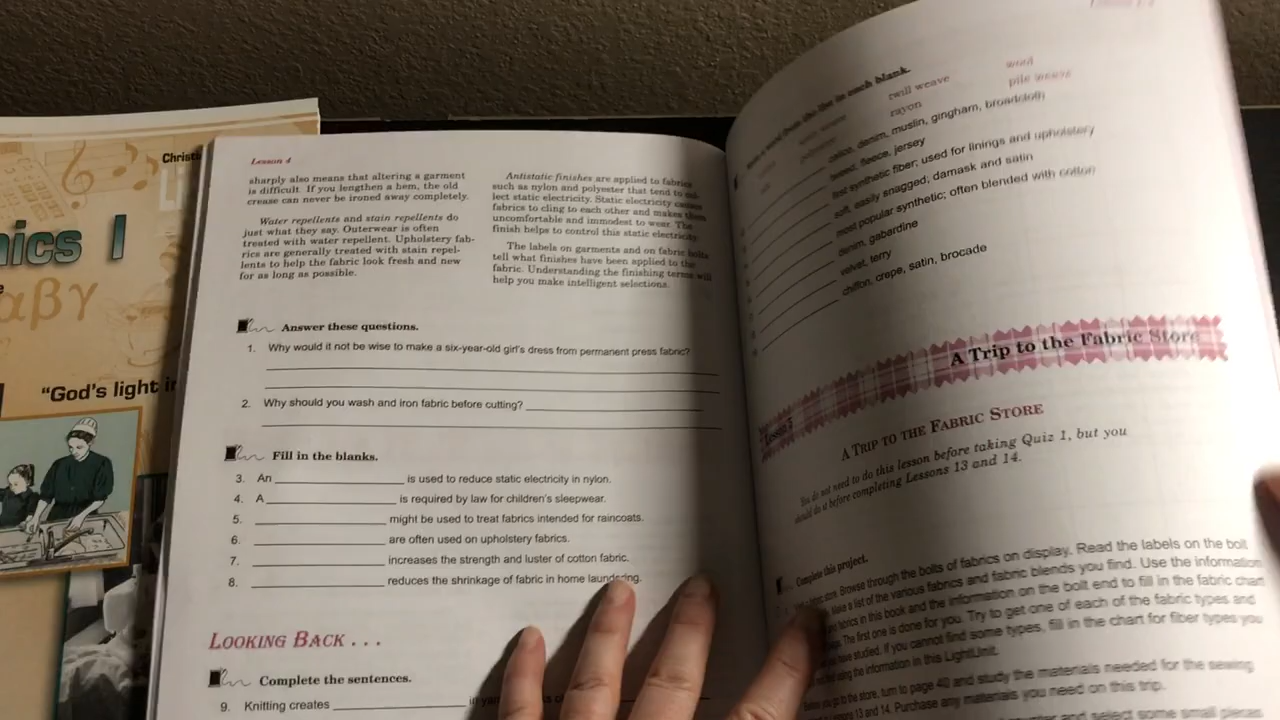 Christ
nics I
αβγ
"God's light in
Lesson 4
sharply also means that altering a garment
is difficult. If you lengthen a hem, the old
crease can never be ironed away completely.
Water repellents and stain repellents do
just what they say. Outerwear is often
treated with water repellent. Upholstery fab-
rics are generally treated with stain repel-
lents to help the fabric look fresh and new
for as long as possible.
Antistatic finishes are applied to fabrics
such as nylon and polyester that tend to col-
lect static electricity. Static electricity causes
fabrics to cling to each other and makes them
uncomfortable and immodest to wear. The
finish helps to control this static electricity.
The labels on garments and on fabric bolts
tell what finishes have been applied to the
fabric. Understanding the finishing terms will
help you make intelligent selections.
Answer these questions.
1. Why would it not be wise to make a six-year-old girl's dress from permanent press fabric?
2. Why should you wash and iron fabric before cutting?
Fill in the blanks.
3. An is used to reduce static electricity in nylon.
4. A is required by law for children's sleepwear.
5. might be used to treat fabrics intended for raincoats.
6. are often used on upholstery fabrics.
7. increases the strength and luster of cotton fabric.
8. reduces the shrinkage of fabric in home laundering.
LOOKING BACK . . .
Complete the sentences.
9. Knitting creates
in each blank.
twill weave
wool
rayon
pile weave
calico, denim, muslin, gingham, broadcloth
tweed, fleece, jersey
first synthetic fiber; used for linings and upholstery
soft, easily snagged; damask and satin
most popular synthetic; often blended with cotton
denim, gabardine
velvet, terry
chiffon, crepe, satin, brocade
Lesson 5
A Trip to the Fabric Store
A TRIP TO THE FABRIC STORE
You do not need to do this lesson before taking Quiz 1, but you
should do it before completing Lessons 13 and 14.
Complete this project.
Browse through the bolts of fabrics on display. Read the labels on the bolt
Make a list of the various fabrics and fabric blends you find. Use the information
fabrics in this book and the information on the bolt end to fill in the fabric chart
The first one is done for you. Try to get one of each of the fabric types and
have studied. If you cannot find some types, fill in the chart for fiber types you
using the information in this LightUnit.
go to the store, turn to page 40 and study the materials needed for the sewing
13 and 14. Purchase any materials you need on this trip.
and select some small pieces